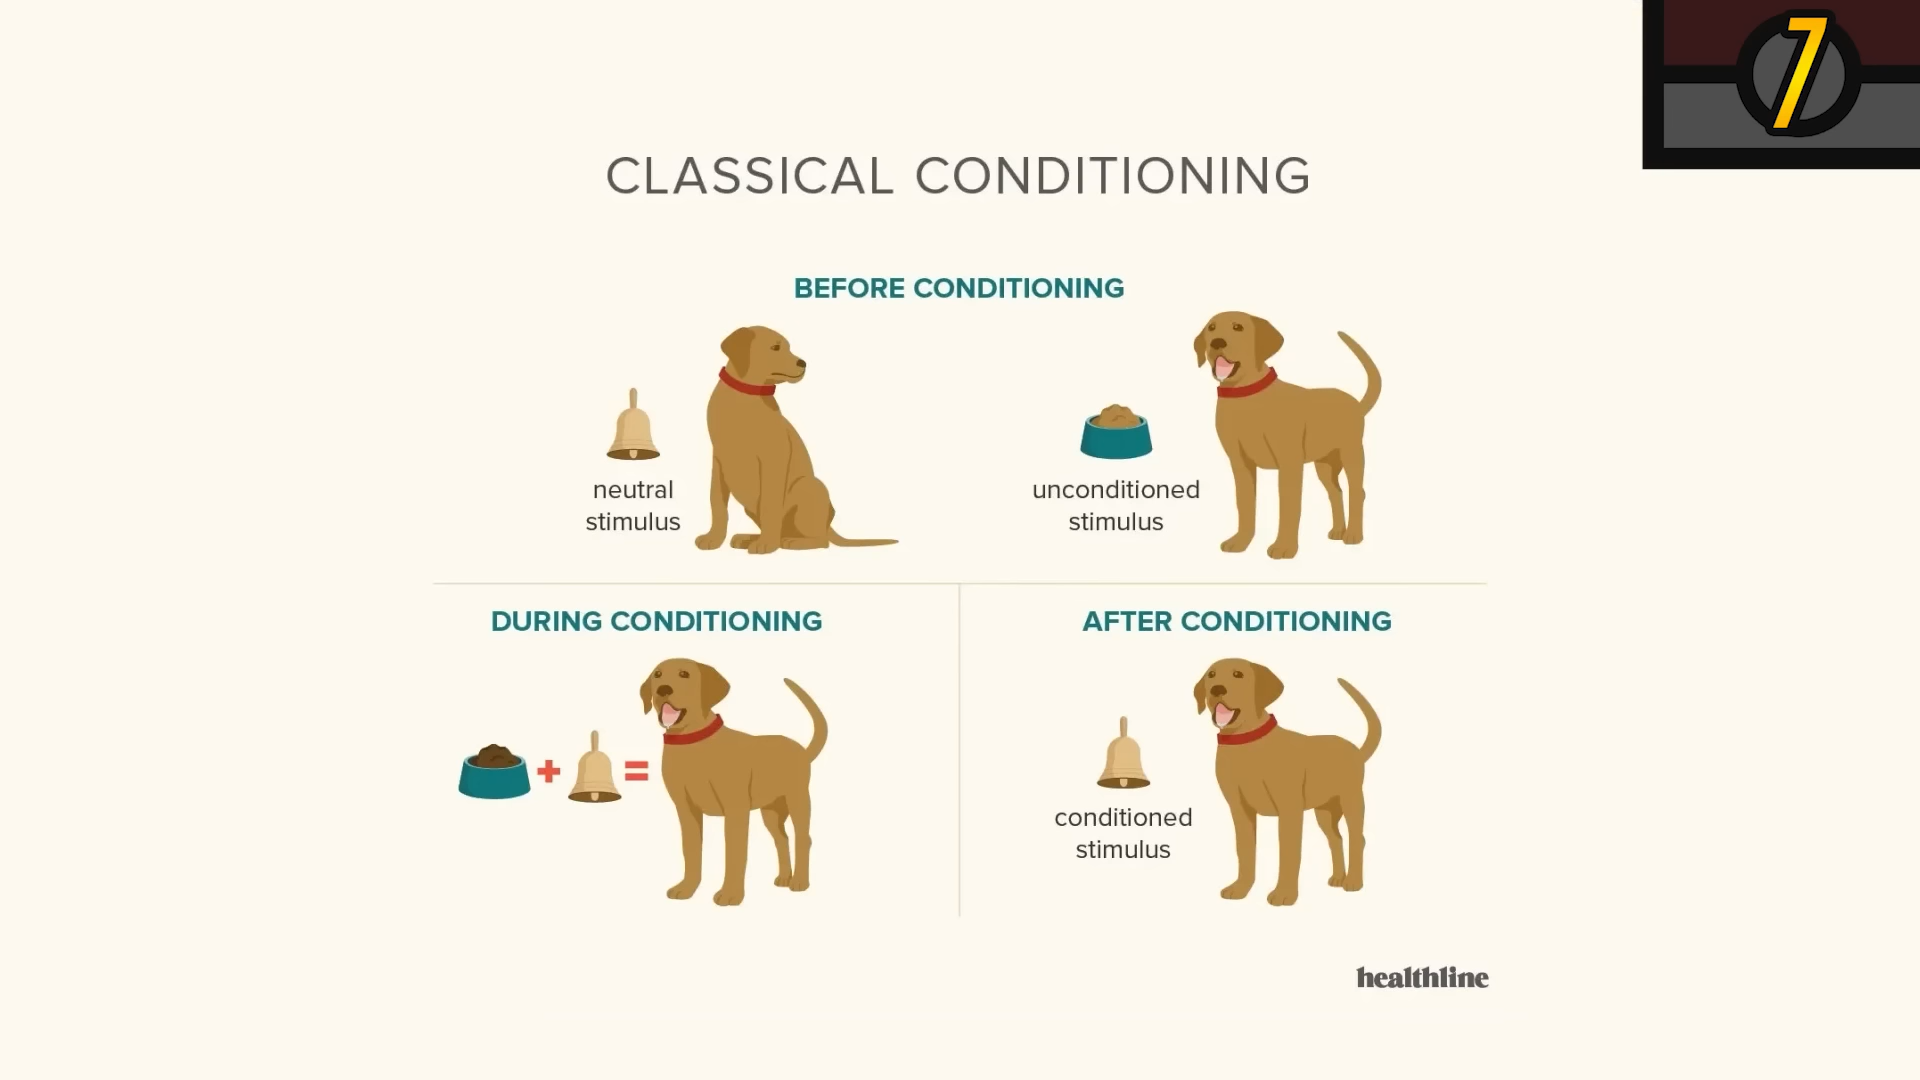 7
CLASSICAL CONDITIONING
BEFORE CONDITIONING
neutral
stimulus
unconditioned
stimulus
DURING CONDITIONING
+
=
AFTER CONDITIONING
conditioned
stimulus
healthline